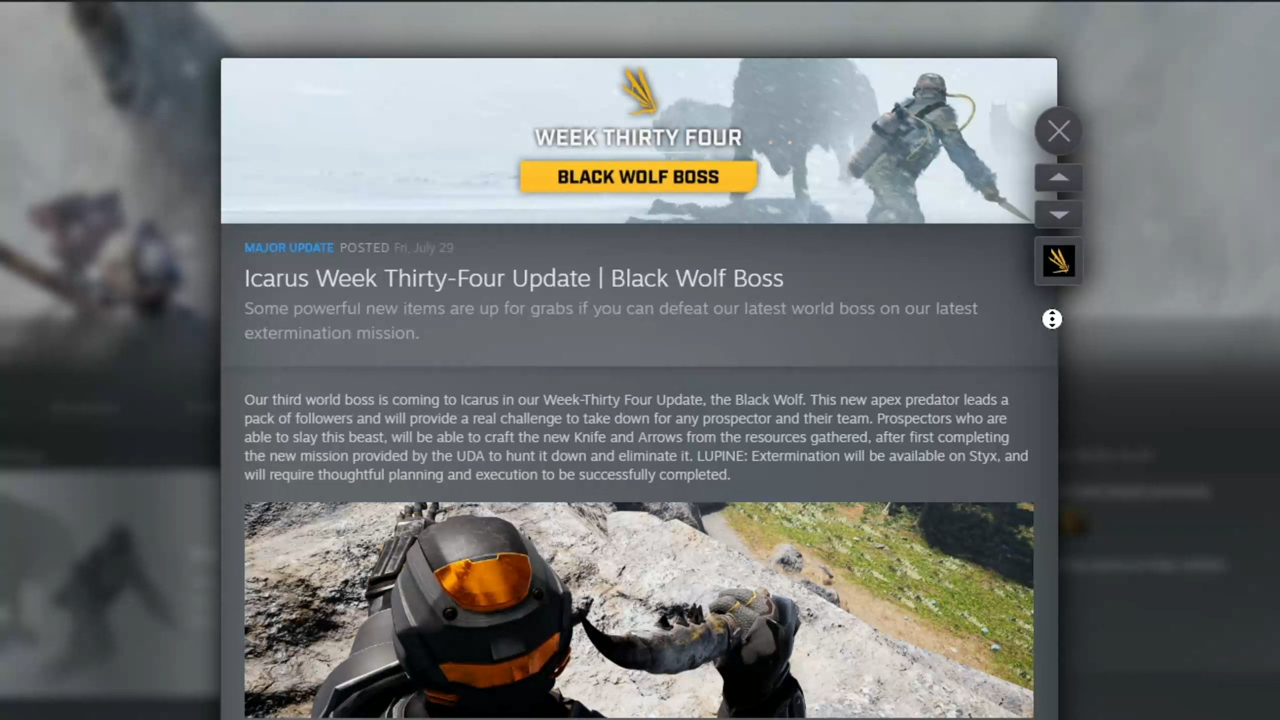 WEEK THIRTY FOUR
BLACK WOLF BOSS
MAJOR UPDATE POSTED Fri, July 29
Icarus Week Thirty-Four Update | Black Wolf Boss
Some powerful new items are up for grabs if you can defeat our latest world boss on our latest
extermination mission.
Our third world boss is coming to Icarus in our Week-Thirty Four Update, the Black Wolf. This new apex predator leads a
pack of followers and will provide a real challenge to take down for any prospector and their team. Prospectors who are
able to slay this beast, will be able to craft the new Knife and Arrows from the resources gathered, after first completing
the new mission provided by the UDA to hunt it down and eliminate it. LUPINE: Extermination will be available on Styx, and
will require thoughtful planning and execution to be successfully completed.